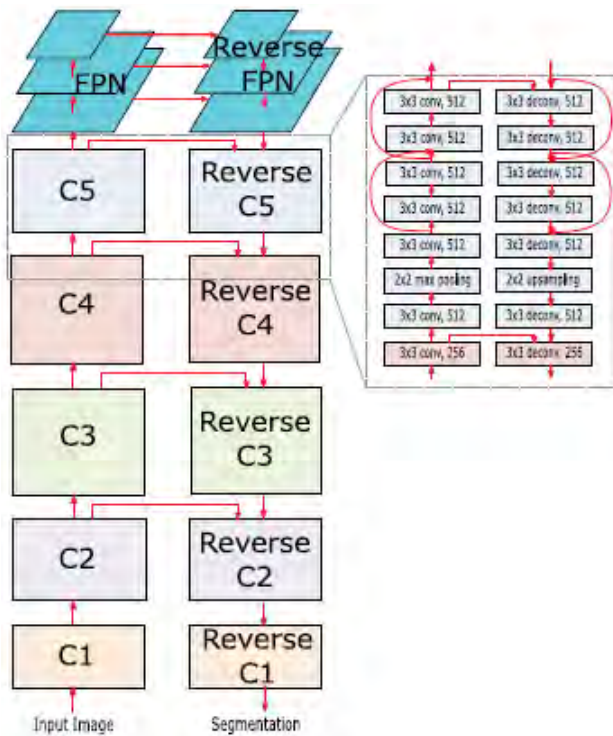 FPN
Reverse
FPN
C5
Reverse
C5
C4
Reverse
C4
C3
Reverse
C3
C2
Reverse
C2
C1
Reverse
C1
Input Image
Segmentation
3x3 conv, 512
3x3 deconv, 512
3x3 conv, 512
3x3 deconv, 512
3x3 conv, 512
3x3 deconv, 512
3x3 conv, 512
3x3 deconv, 512
3x3 conv, 512
3x3 deconv, 512
2x2 max pooling
2x2 upsampling
3x3 conv, 512
3x3 deconv, 512
3x3 conv, 256
3x3 deconv, 256